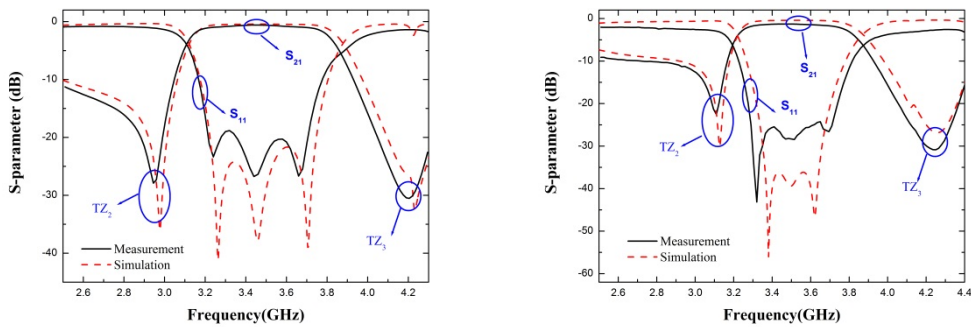 0
-10
-20
-30
-40
S-parameter (dB)
S21
S11
TZ2
TZ3
Measurement
Simulation
2.6 2.8 3.0 3.2 3.4 3.6 3.8 4.0 4.2
Frequency(GHz)
0
-10
-20
-30
-40
-50
-60
S-parameter (dB)
S21
S11
TZ2
TZ3
Measurement
Simulation
2.6 2.8 3.0 3.2 3.4 3.6 3.8 4.0 4.2 4.4
Frequency(GHz)